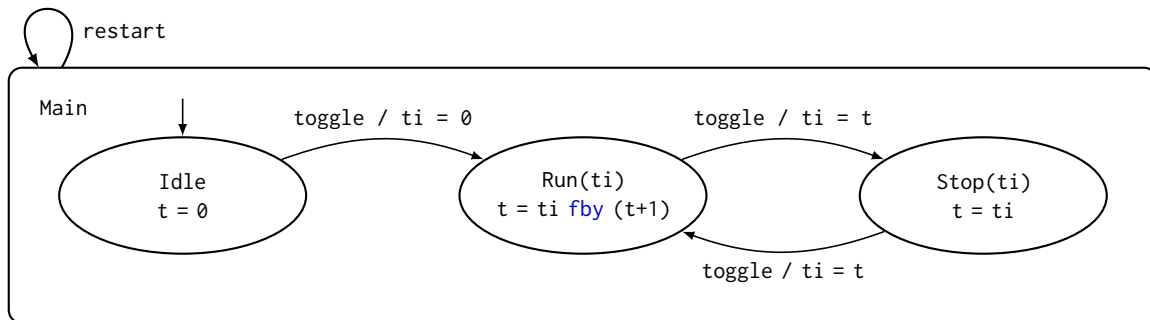 restart
Main
toggle / ti = 0
toggle / ti = t
Idle
t = 0
Run(ti)
t = ti fby (t+1)
Stop(ti)
t = ti
toggle / ti = t